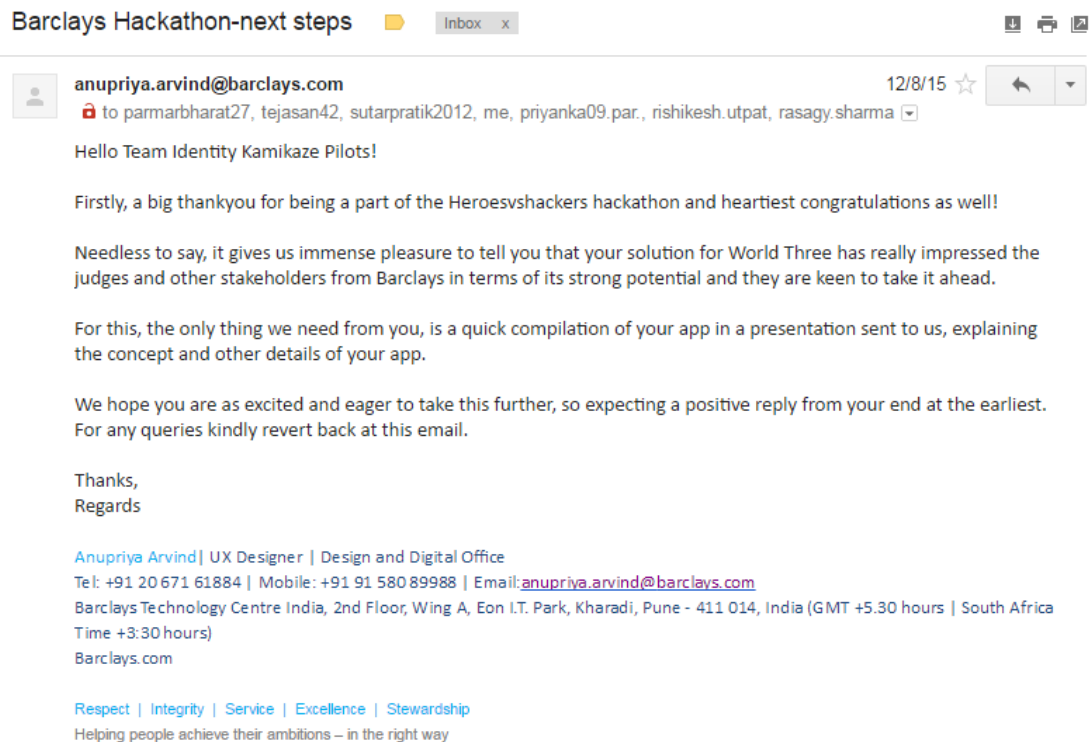 Barclays Hackathon-next steps
Inbox x
anupriya.arvind@barclays.com
12/8/15
to parmarbharat27, tejasan42, sutarpratik2012, me, priyanka09.par., rishikesh.utpat, rasagy.sharma
Hello Team Identity Kamikaze Pilots!
Firstly, a big thankyou for being a part of the Heroesvshackers hackathon and heartiest congratulations as well!
Needless to say, it gives us immense pleasure to tell you that your solution for World Three has really impressed the
judges and other stakeholders from Barclays in terms of its strong potential and they are keen to take it ahead.
For this, the only thing we need from you, is a quick compilation of your app in a presentation sent to us, explaining
the concept and other details of your app.
We hope you are as excited and eager to take this further, so expecting a positive reply from your end at the earliest.
For any queries kindly revert back at this email.
Thanks,
Regards
Anupriya Arvind| UX Designer | Design and Digital Office
Tel: +91 20 671 61884 | Mobile: +91 91 580 89988 | Email:anupriya.arvind@barclays.com
Barclays Technology Centre India, 2nd Floor, Wing A, Eon I.T. Park, Kharadi, Pune - 411 014, India (GMT +5.30 hours | South Africa
Time +3:30 hours)
Barclays.com
Respect | Integrity | Service | Excellence | Stewardship
Helping people achieve their ambitions – in the right way